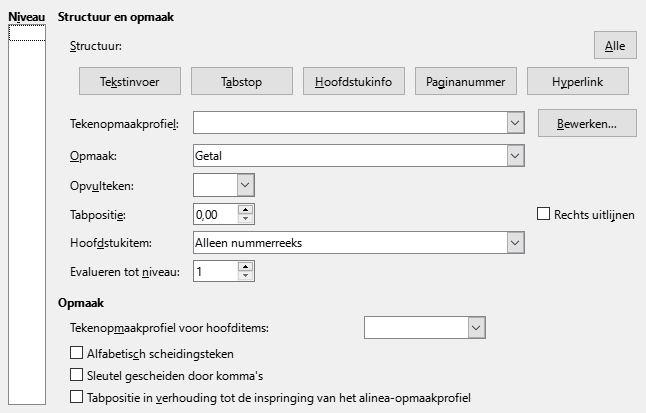 Niveau Structuur en opmaak
Structuur: Alle
Tekstinvoer Tabstop Hoofdstukinfo Paginanummer Hyperlink
Tekenopmaakprofiel: Bewerken...
Opmaak: Getal
Opvulteken:
Tabpositie: 0,00 Rechts uitlijnen
Hoofdstukitem: Alleen nummerreeks
Evalueren tot niveau: 1
Opmaak
Tekenopmaakprofiel voor hoofditems:
Alfabetisch scheidingsteken
Sleutel gescheiden door komma's
Tabpositie in verhouding tot de inspringing van het alinea-opmaakprofiel